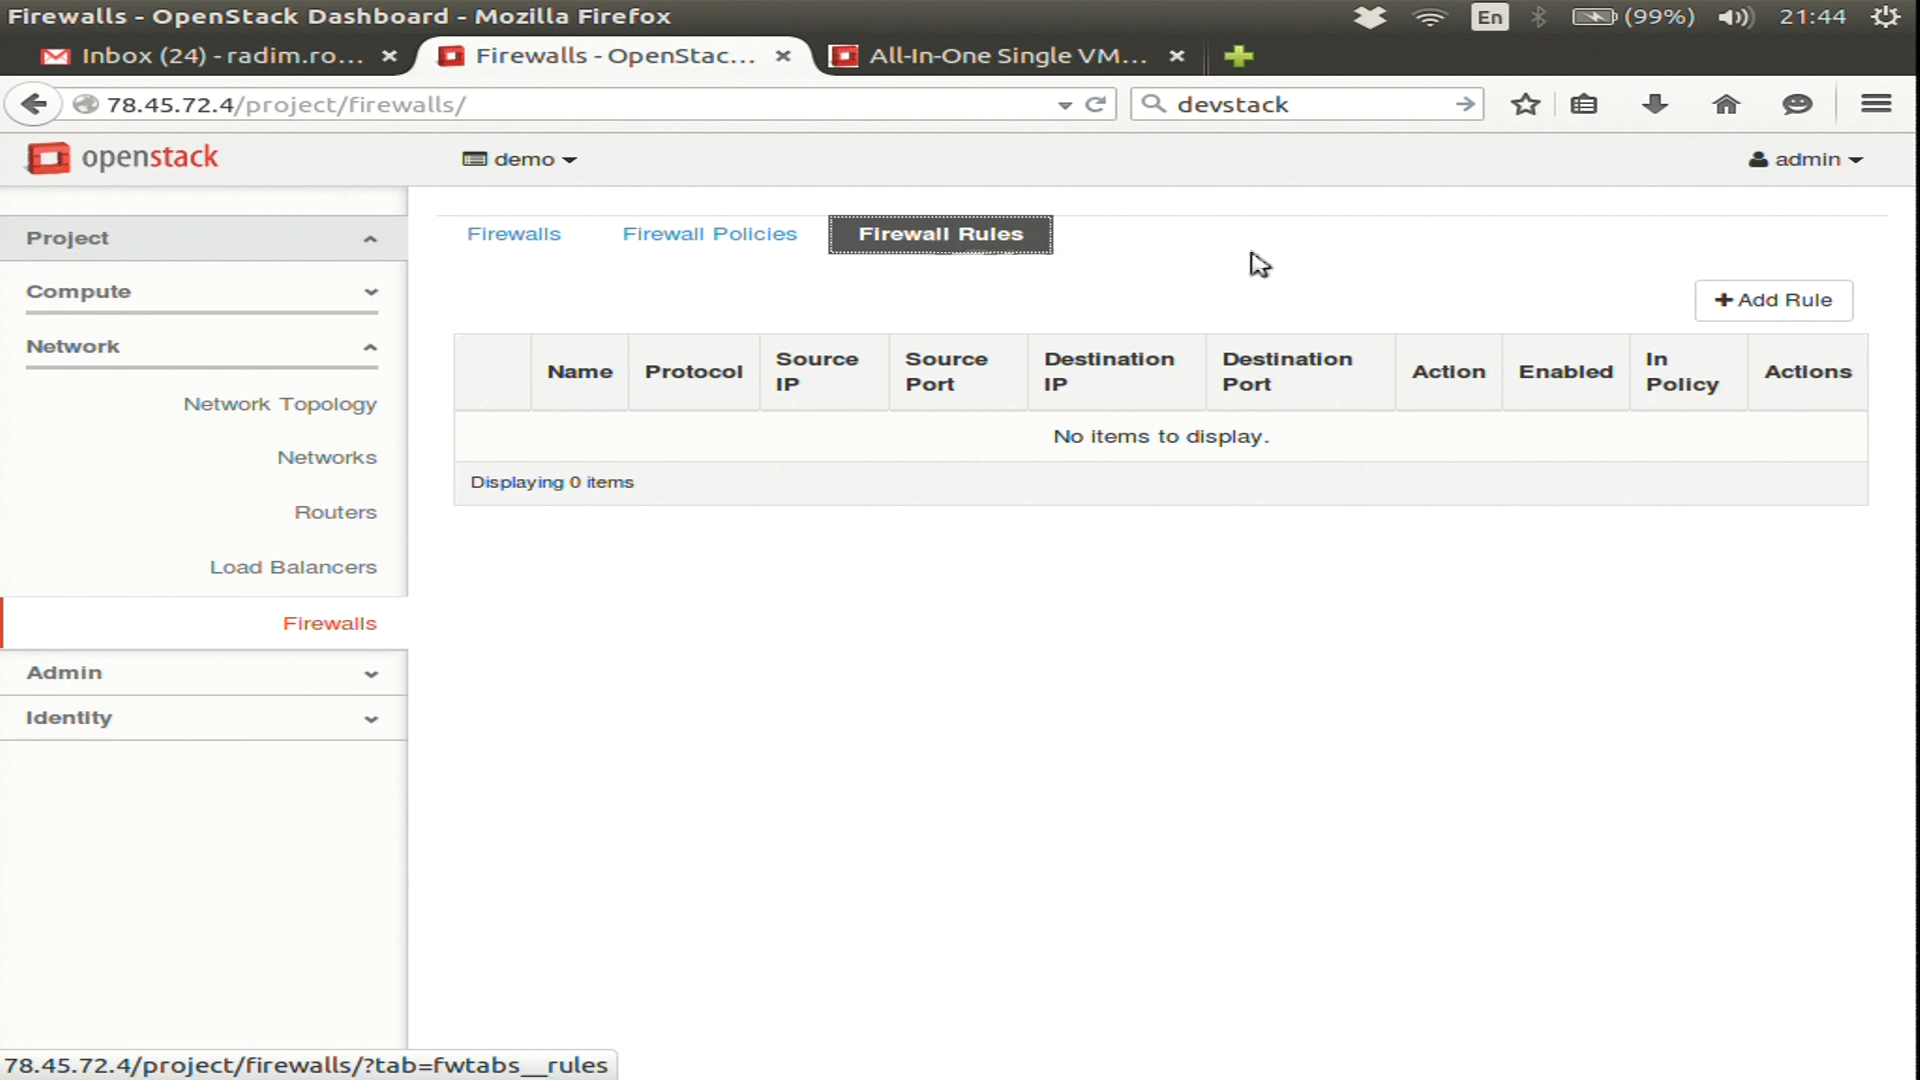 Firewalls - OpenStack Dashboard - Mozilla Firefox
En
(99%)
21:44
Inbox (24) - radim.ro...
Firewalls - OpenStac...
All-In-One Single VM...
78.45.72.4/project/firewalls/
devstack
openstack
demo
admin
Project
Compute
Network
Network Topology
Networks
Routers
Load Balancers
Firewalls
Admin
Identity
Firewalls
Firewall Policies
Firewall Rules
Add Rule
Name
Protocol
Source
IP
Source
Port
Destination
IP
Destination
Port
Action
Enabled
In
Policy
Actions
No items to display.
Displaying 0 items
78.45.72.4/project/firewalls/?tab=fwtabs__rules